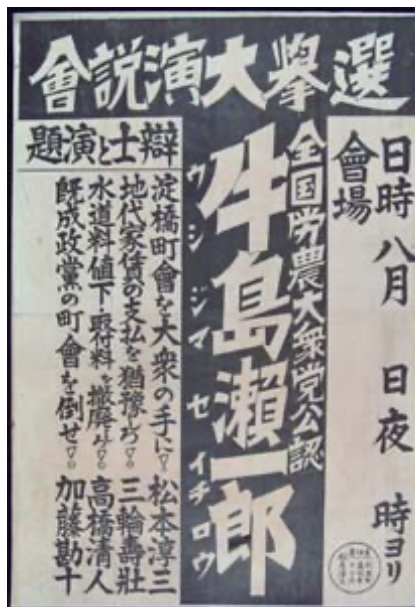 選挙大演説會
日時 八月 日夜 時ヨリ
會場
全国労農大衆党公認
牛島瀬一郎
ウシジマセイチロウ
辯士と演題
淀橋町會を大衆の手に▽○ 松本淳三
地代家賃の支払を猶豫しろ▽○ 三輪壽壯
水道料値下・取付料を撤廃せよ▽○ 高橋清人
既成政黨の町會を倒せ▽○ 加藤勘十